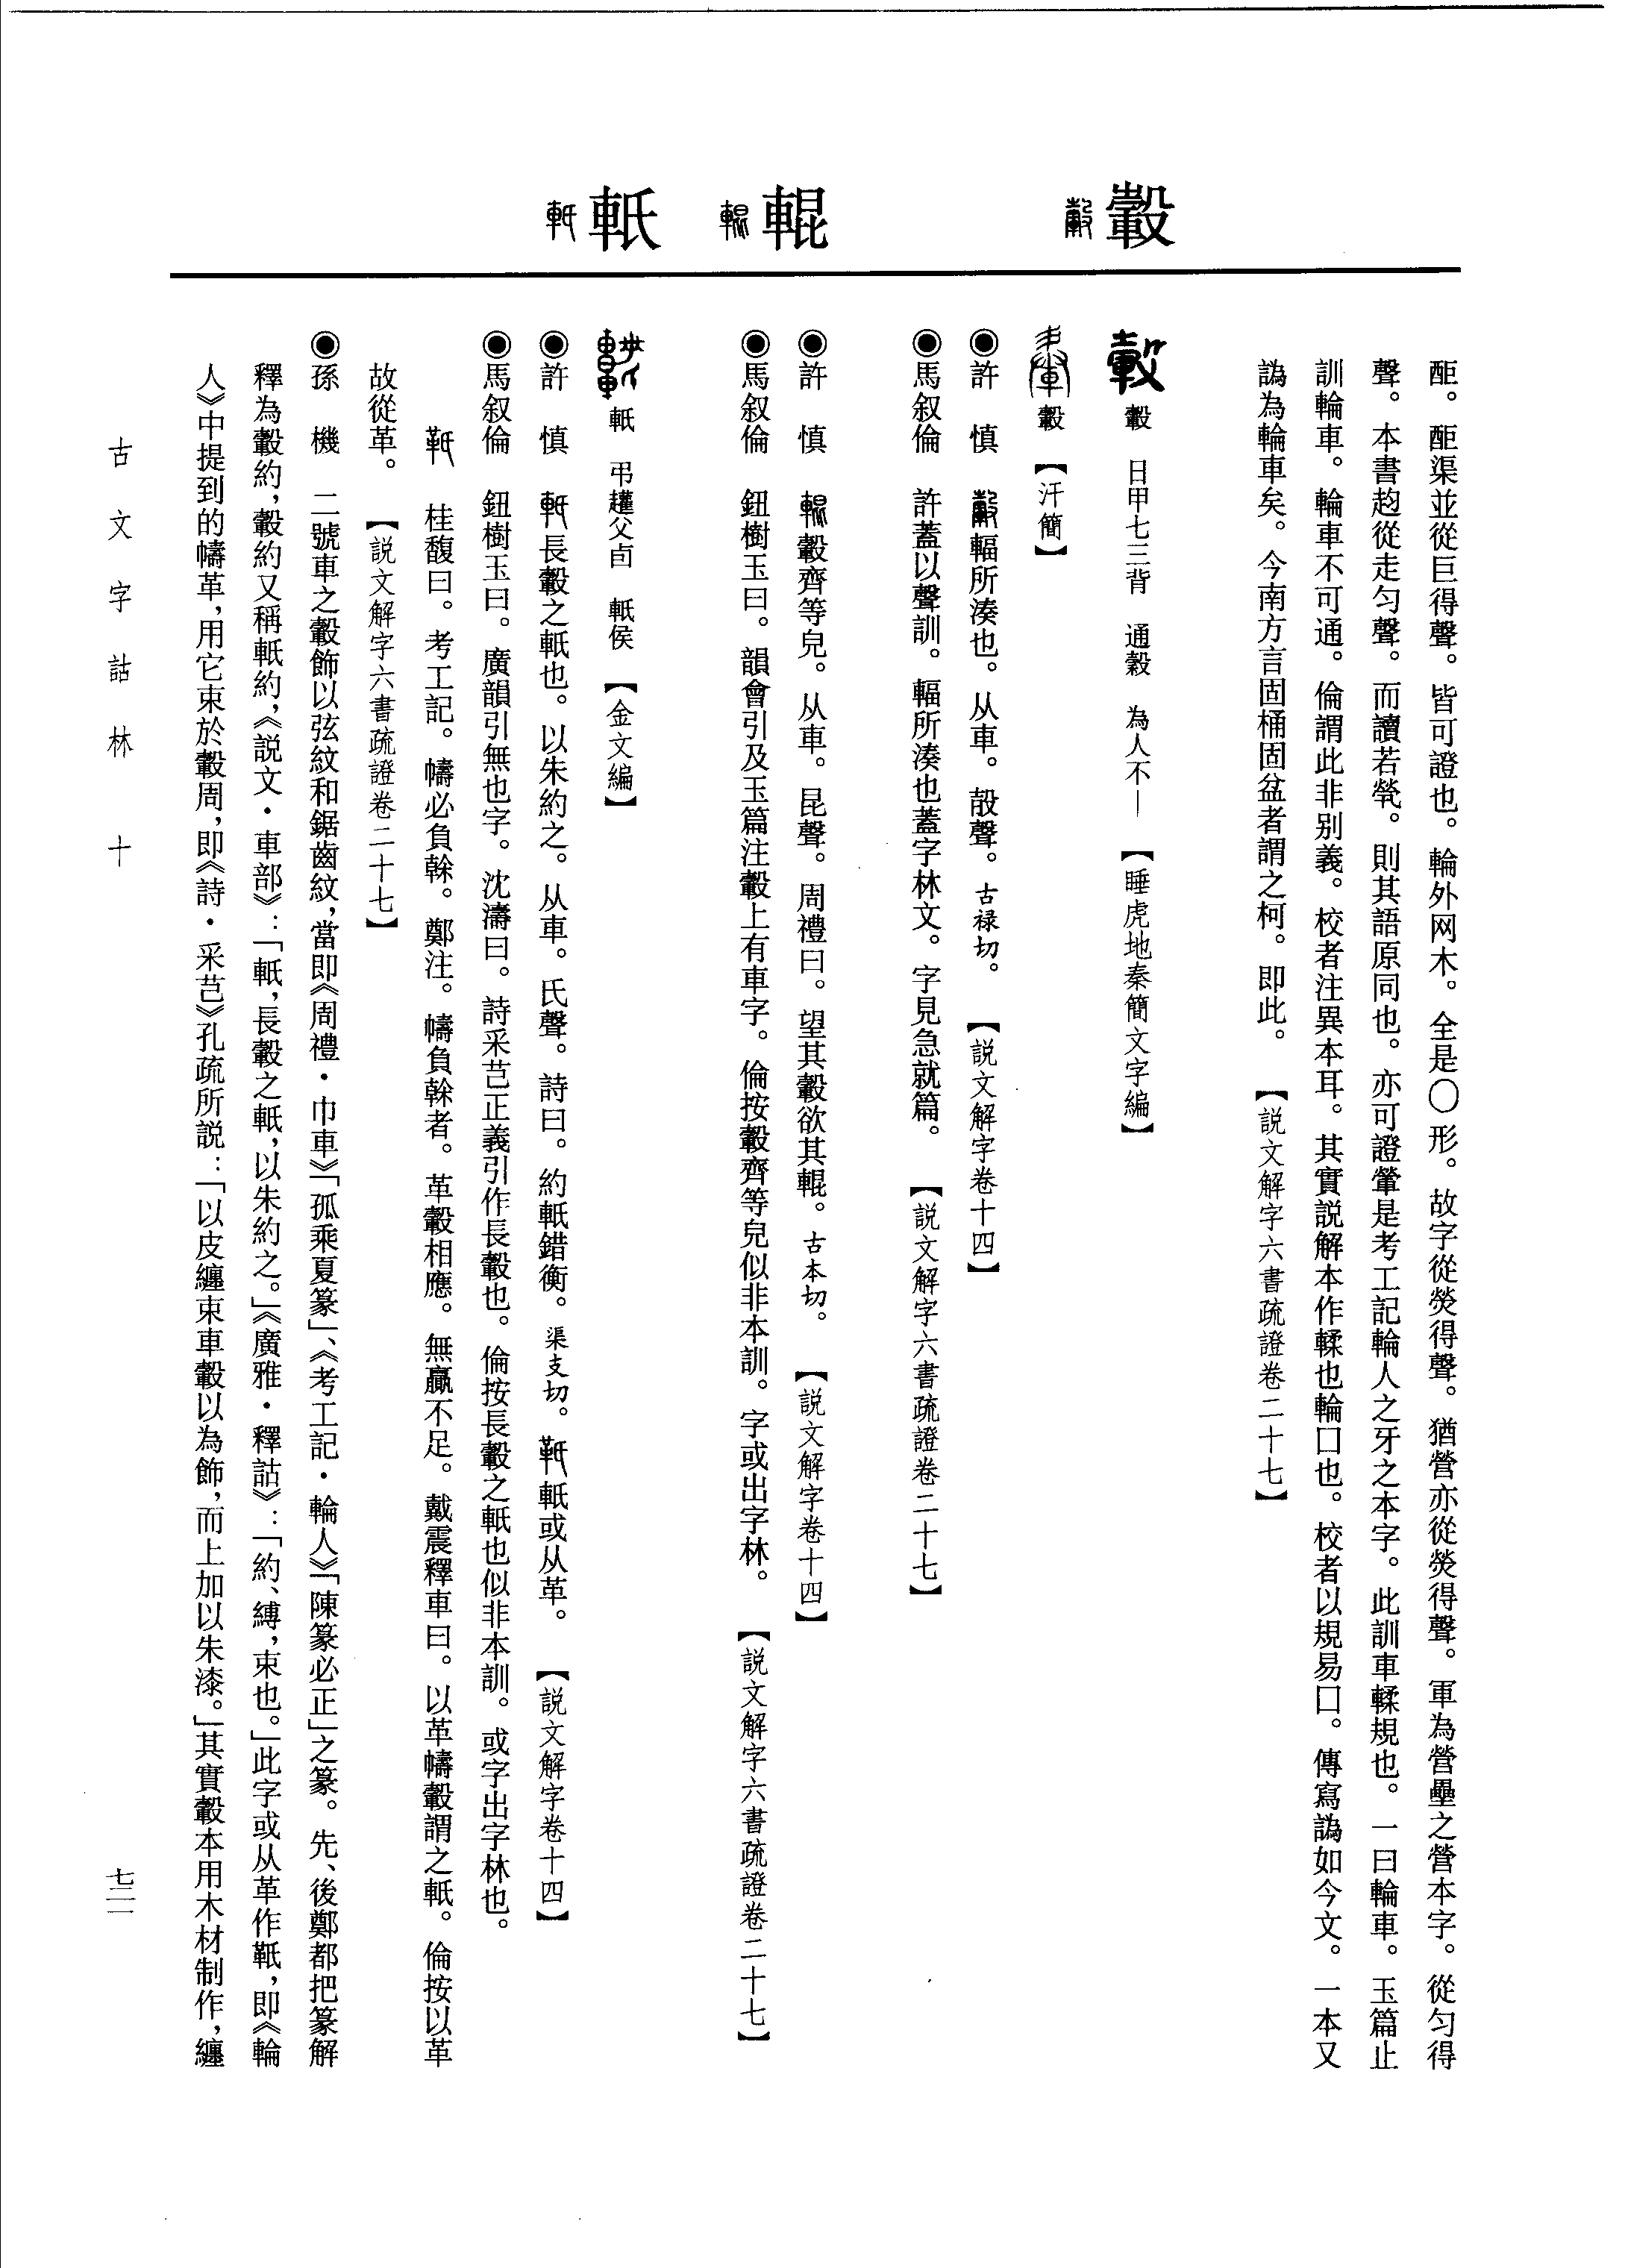 轂
輥
軝
䣓。䣓渠並從巨得聲。皆可證也。輪外网木。全是〇形。故字從熒得聲。猶營亦從熒得聲。軍為營壘之營本字。從勻得
聲。本書赹從走勻聲。而讀若㷀。則其語原同也。亦可證䡏是考工記輪人之牙之本字。此訓車輮規也。一曰輪車。玉篇止
訓輪車。輪車不可通。倫謂此非别義。校者注異本耳。其實説解本作輮也輪囗也。校者以規易囗。傳寫譌如今文。一本又
譌為輪車矣。今南方言固桶固盆者謂之柯。即此。【説文解字六書疏證卷二十七】
轂 日甲七三背 通穀 為人不— 【睡虎地秦簡文字編】
轂 【汗簡】
◉許 慎 輻所湊也。从車。㱿聲。古禄切。 【説文解字卷十四】
◉馬叙倫 許蓋以聲訓。輻所湊也蓋字林文。字見急就篇。 【説文解字六書疏證卷二十七】
◉許 慎 轂齊等皃。从車。昆聲。周禮曰。望其轂欲其輥。古本切。 【説文解字卷十四】
◉馬叙倫 鈕樹玉曰。韻會引及玉篇注轂上有車字。倫按轂齊等皃似非本訓。字或出字林。 【説文解字六書疏證卷二十七】
軝 弔趯父卣 軝侯 【金文編】
◉許 慎 長轂之軝也。以朱約之。从車。氏聲。詩曰。約軝錯衡。渠支切。軝或从革。 【説文解字卷十四】
◉馬叙倫 鈕樹玉曰。廣韻引無也字。沈濤曰。詩采芑正義引作長轂也。倫按長轂之軝也似非本訓。或字出字林也。
桂馥曰。考工記。幬必負榦。鄭注。幬負榦者。革轂相應。無贏不足。戴震釋車曰。以革幬轂謂之軝。倫按以革
故從革。 【説文解字六書疏證卷二十七】
◉孫 機 二號車之轂飾以弦紋和鋸齒紋，當即《周禮·巾車》「孤乘夏篆」、《考工記·輪人》「陳篆必正」之篆。先、後鄭都把篆解
釋為轂約，轂約又稱軝約，《説文·車部》：「軝，長轂之軝，以朱約之。」《廣雅·釋詁》：「約、縛，束也。」此字或从革作䩓，即《輪
人》中提到的幬革，用它束於轂周，即《詩·采芑》孔疏所説：「以皮纏束車轂以為飾，而上加以朱漆。」其實轂本用木材制作，纏
古文字詁林 十
七二一